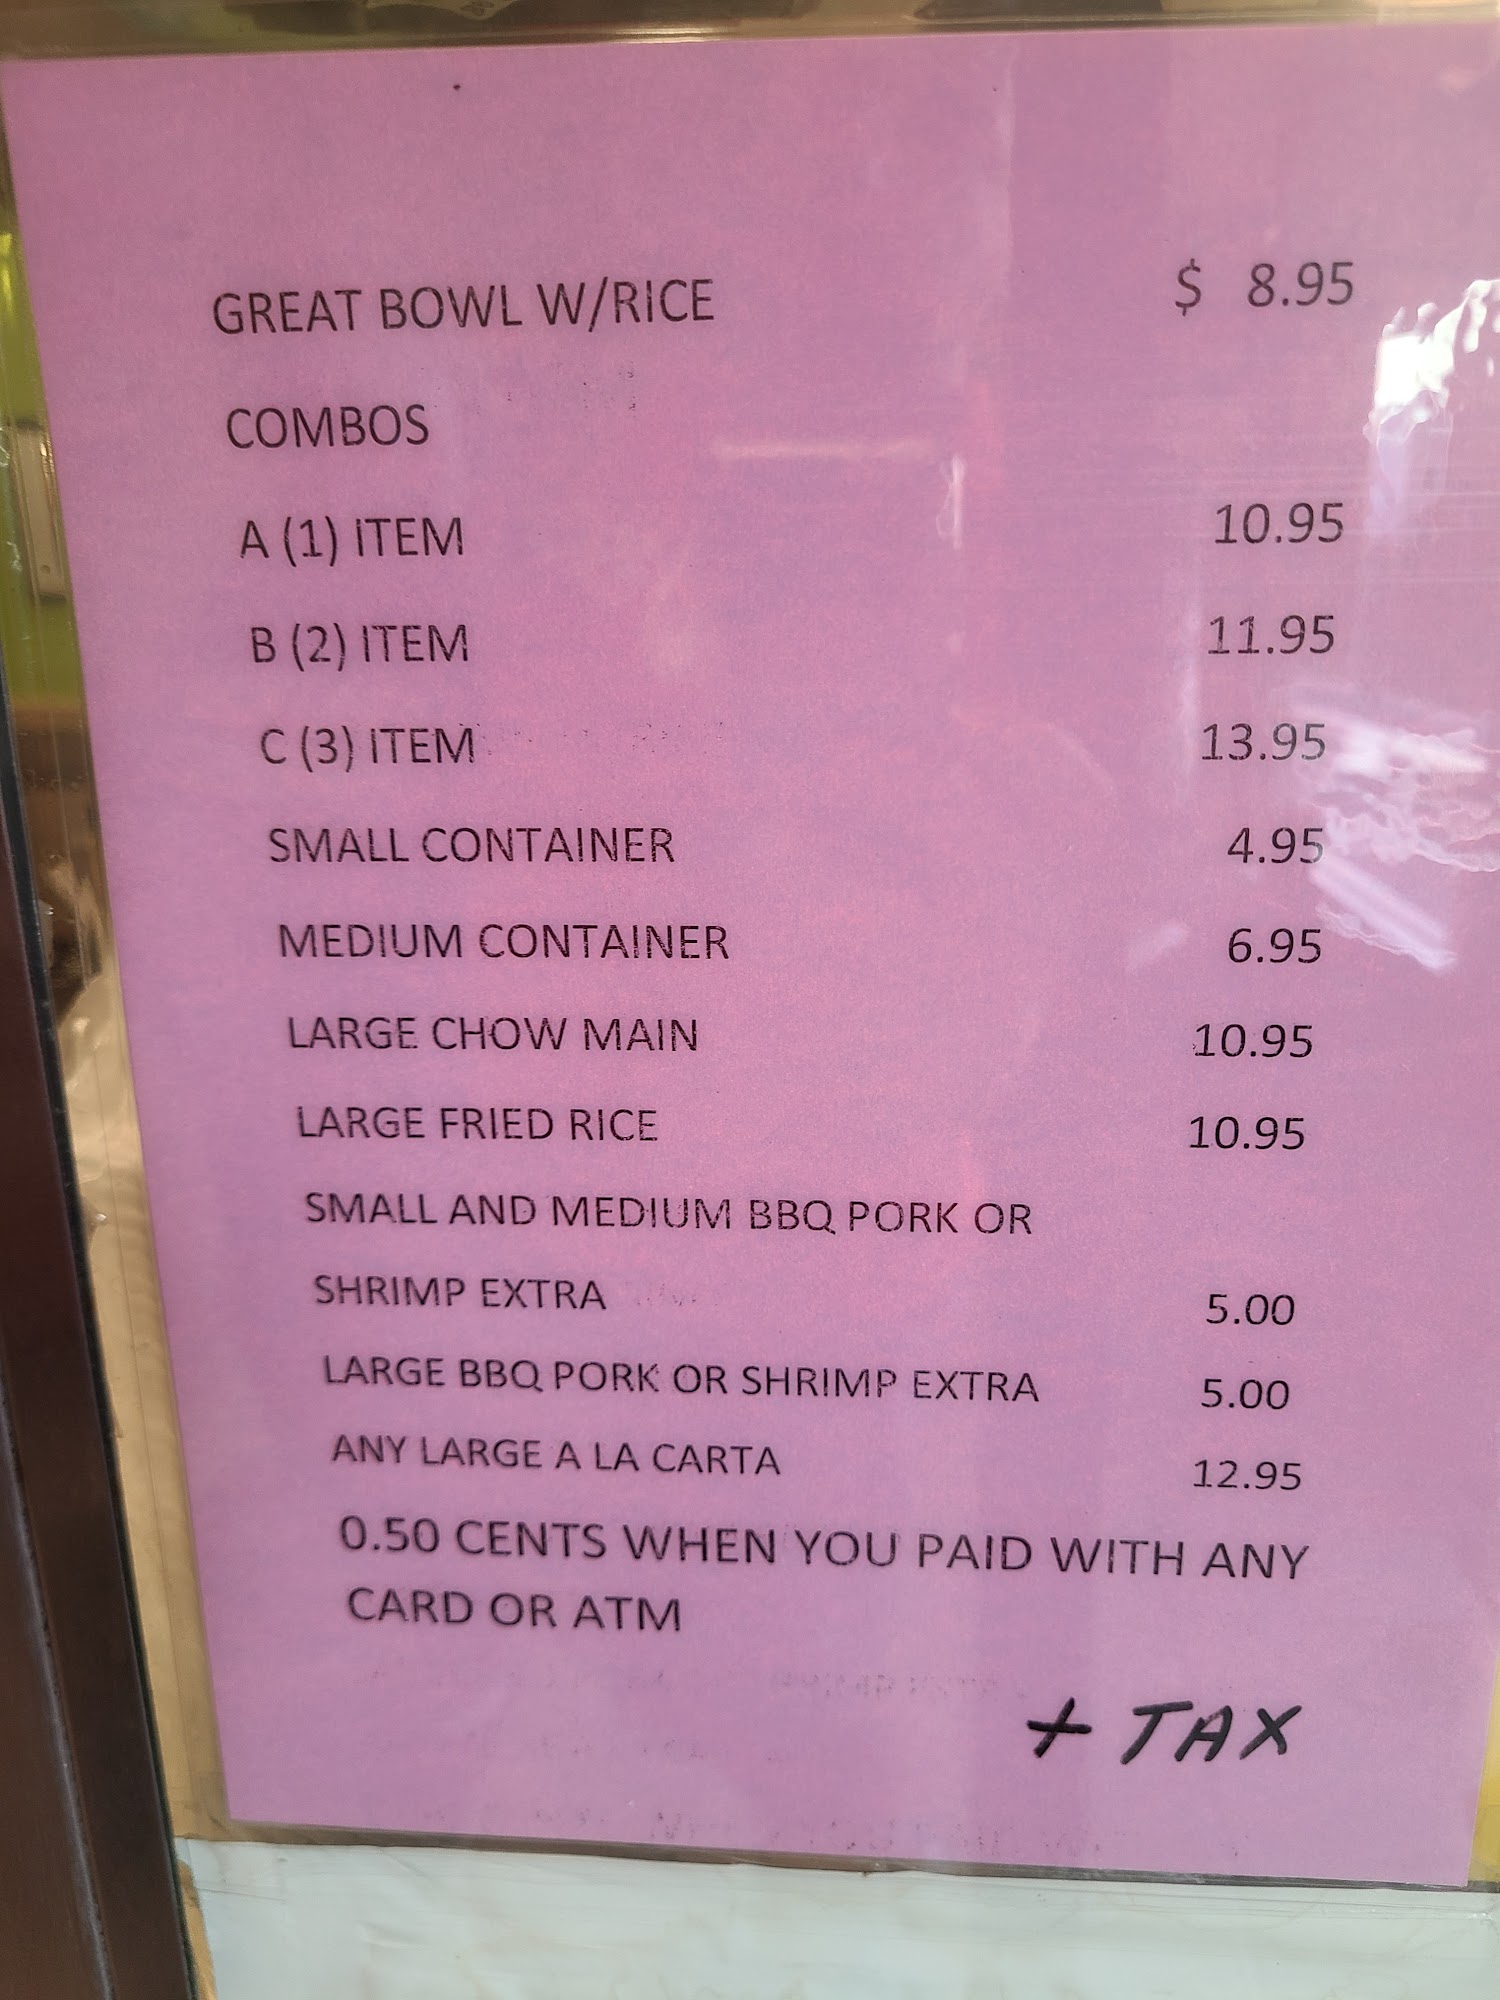 GREAT BOWL W/RICE $ 8.95
COMBOS
A (1) ITEM 10.95
B (2) ITEM 11.95
C (3) ITEM 13.95
SMALL CONTAINER 4.95
MEDIUM CONTAINER 6.95
LARGE CHOW MAIN 10.95
LARGE FRIED RICE 10.95
SMALL AND MEDIUM BBQ PORK OR
SHRIMP EXTRA 5.00
LARGE BBQ PORK OR SHRIMP EXTRA 5.00
ANY LARGE A LA CARTA 12.95
0.50 CENTS WHEN YOU PAID WITH ANY
CARD OR ATM
+ TAX